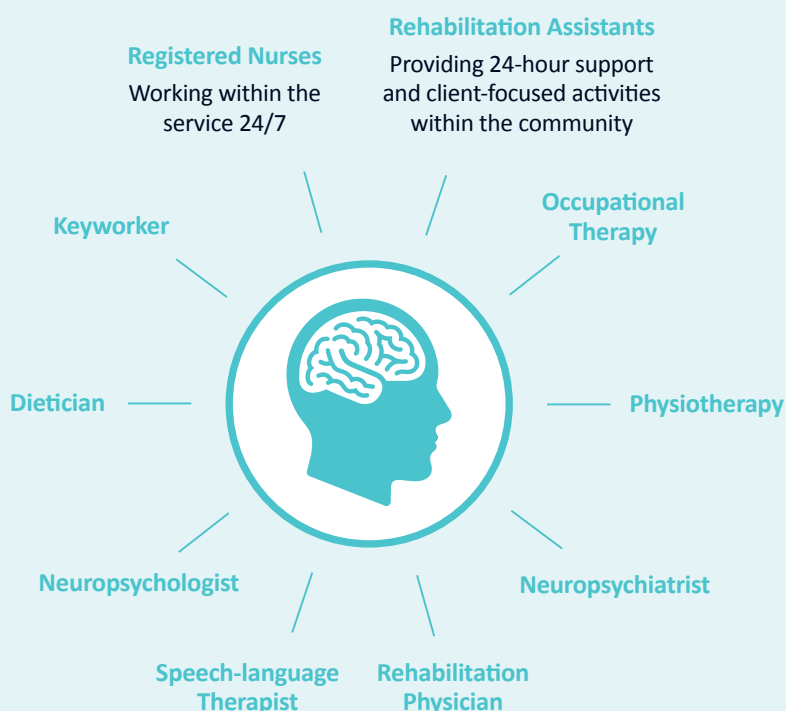 Rehabilitation Assistants
Providing 24-hour support
and client-focused activities
within the community
Registered Nurses
Working within the
service 24/7
Occupational
Therapy
Keyworker
Dietician
Physiotherapy
Neuropsychologist
Neuropsychiatrist
Speech-language
Therapist
Rehabilitation
Physician